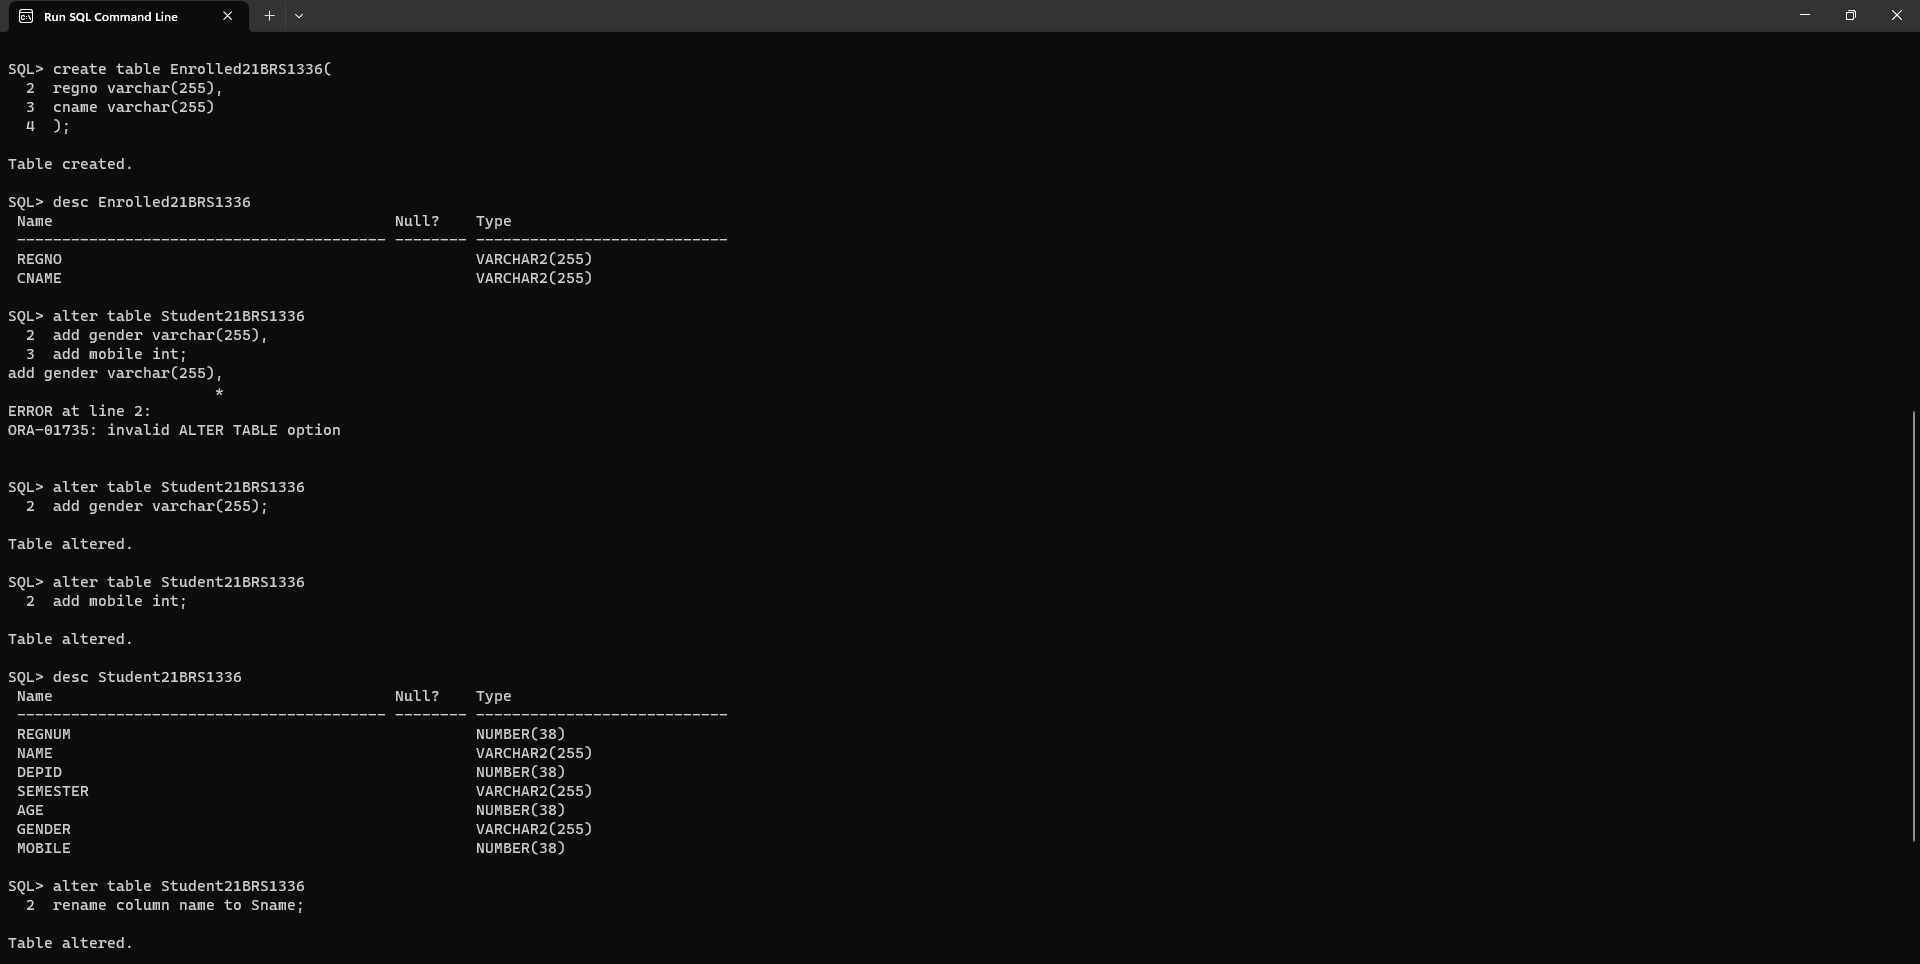 Run SQL Command Line
SQL> create table Enrolled21BRS1336(
  2  regno varchar(255),
  3  cname varchar(255)
  4  );
Table created.
SQL> desc Enrolled21BRS1336
 Name                                      Null?    Type
 ----------------------------------------- -------- ----------------------------
 REGNO                                              VARCHAR2(255)
 CNAME                                              VARCHAR2(255)
SQL> alter table Student21BRS1336
  2  add gender varchar(255),
  3  add mobile int;
add gender varchar(255),
                       *
ERROR at line 2:
ORA-01735: invalid ALTER TABLE option
SQL> alter table Student21BRS1336
  2  add gender varchar(255);
Table altered.
SQL> alter table Student21BRS1336
  2  add mobile int;
Table altered.
SQL> desc Student21BRS1336
 Name                                      Null?    Type
 ----------------------------------------- -------- ----------------------------
 REGNUM                                             NUMBER(38)
 NAME                                               VARCHAR2(255)
 DEPID                                              NUMBER(38)
 SEMESTER                                           VARCHAR2(255)
 AGE                                                NUMBER(38)
 GENDER                                             VARCHAR2(255)
 MOBILE                                             NUMBER(38)
SQL> alter table Student21BRS1336
  2  rename column name to Sname;
Table altered.